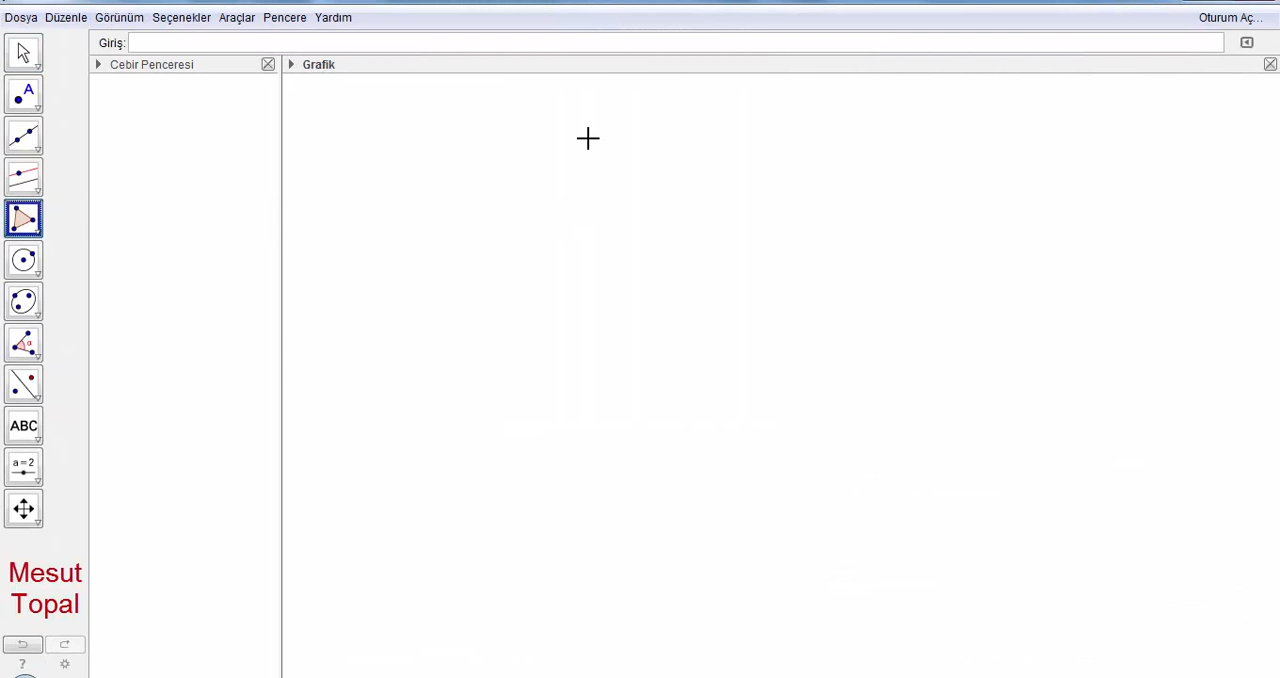 Dosya Düzenle Görünüm Seçenekler Araçlar Pencere Yardım Oturum Aç...
Giriş:
Cebir Penceresi Grafik
A
α
ABC
a=2
Mesut
Topal
?